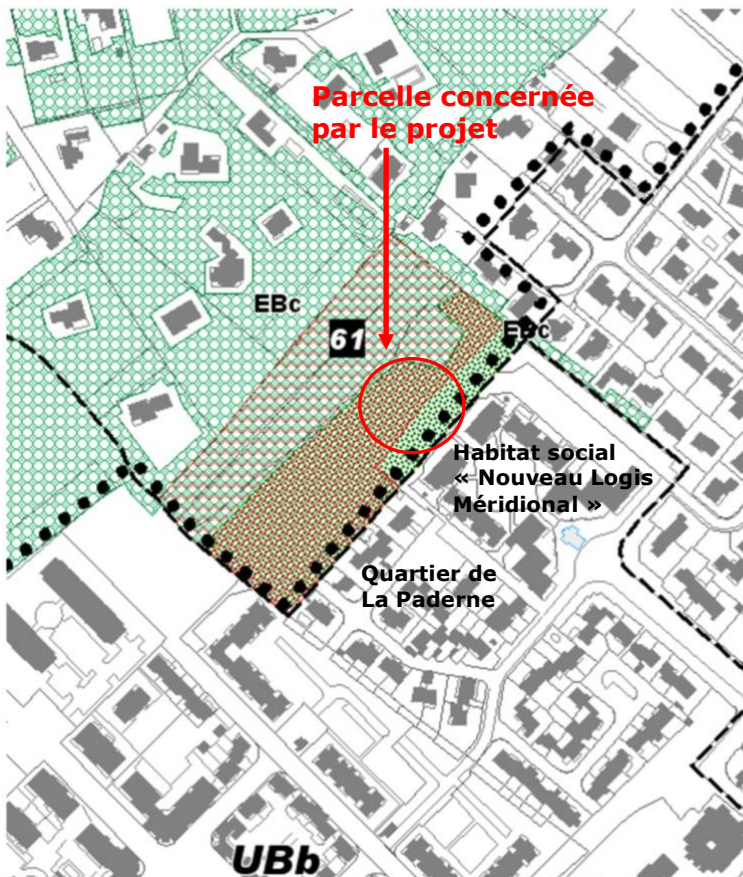 Parcelle concernée
par le projet
EBc
61
EBc
Habitat social
« Nouveau Logis
Méridional »
Quartier de
La Paderne
UBb